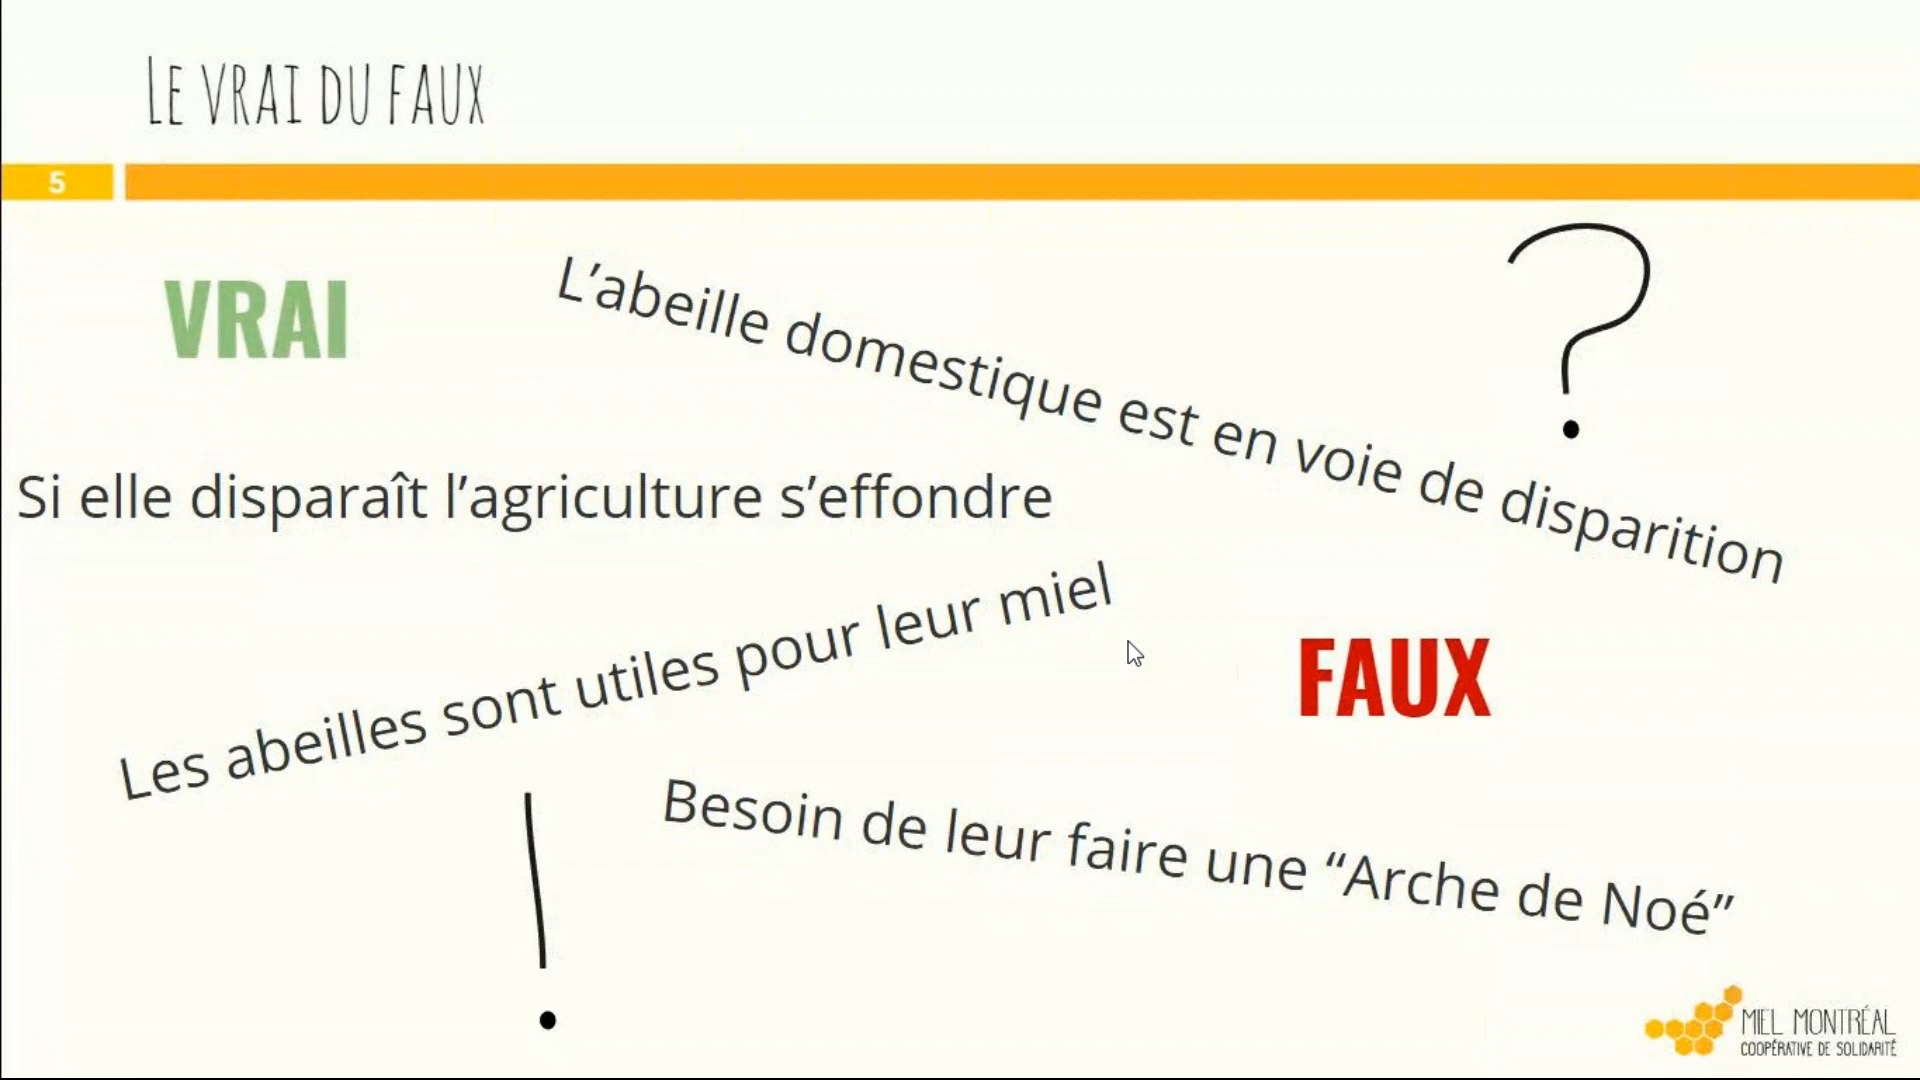 LE VRAI DU FAUX
5
VRAI
L’abeille domestique est en voie de disparition
?
Si elle disparaît l’agriculture s’effondre
Les abeilles sont utiles pour leur miel
FAUX
!
Besoin de leur faire une “Arche de Noé”
MIEL MONTRÉAL
COOPÉRATIVE DE SOLIDARITÉ